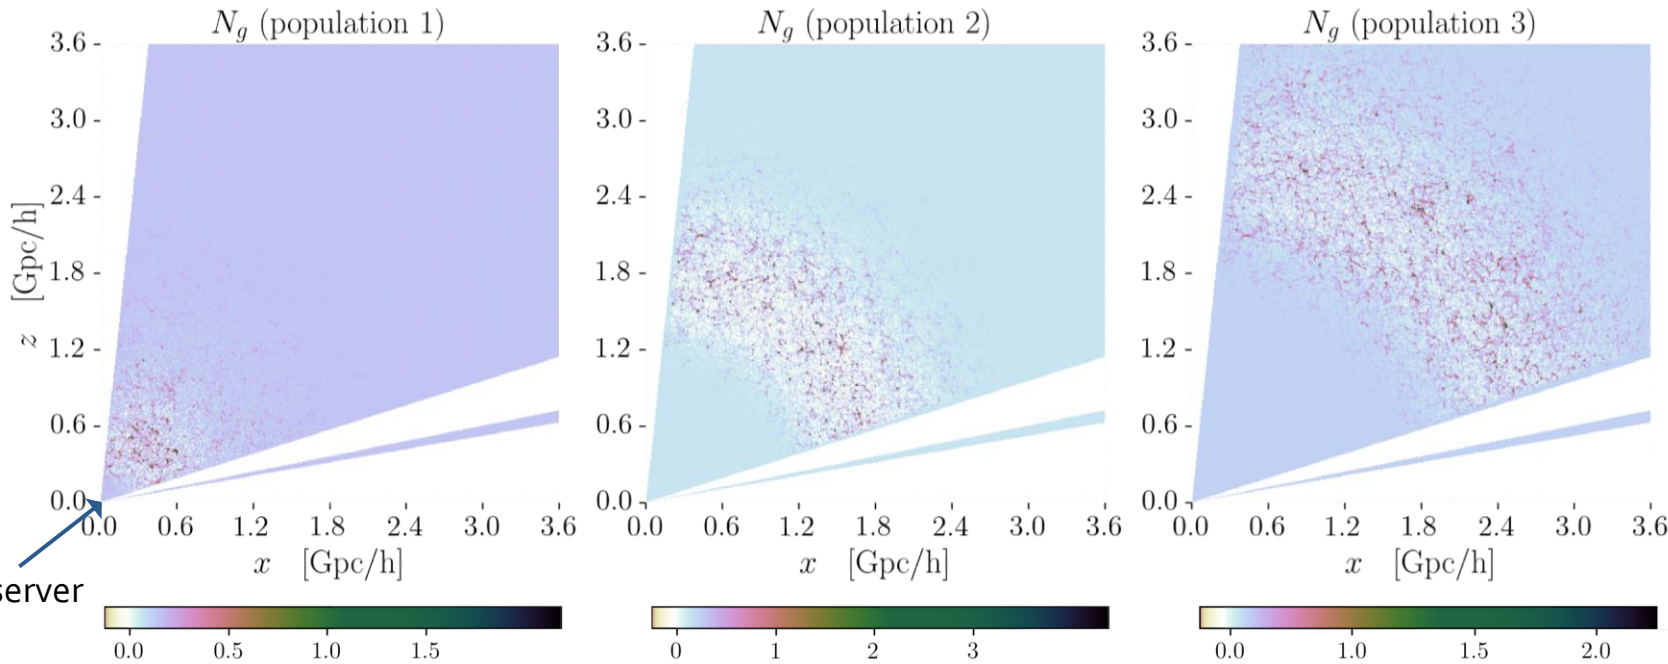 N_g (population 1)
3.6
3.0
2.4
1.8
1.2
0.6
0.0
z [Gpc/h]
0.0 0.6 1.2 1.8 2.4 3.0 3.6
x [Gpc/h]
server
0.0 0.5 1.0 1.5
N_g (population 2)
3.6
3.0
2.4
1.8
1.2
0.6
0.0
0.0 0.6 1.2 1.8 2.4 3.0 3.6
x [Gpc/h]
0 1 2 3
N_g (population 3)
3.6
3.0
2.4
1.8
1.2
0.6
0.0
0.0 0.6 1.2 1.8 2.4 3.0 3.6
x [Gpc/h]
0.0 1.0 1.5 2.0